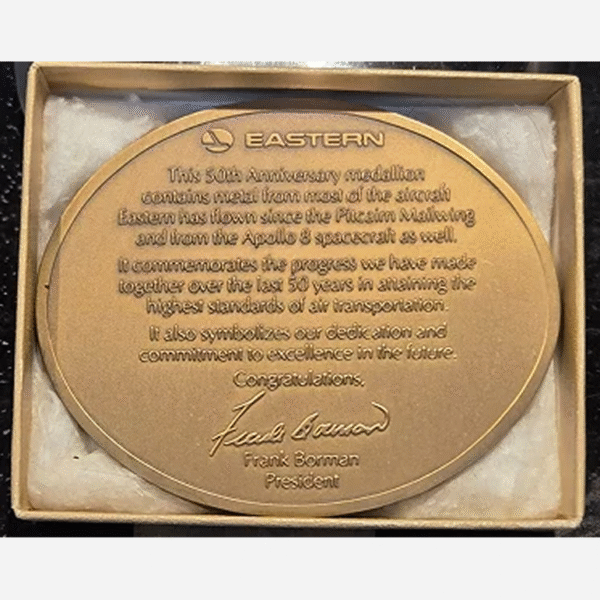 EASTERN
This 50th Anniversary medallion
contains metal from most of the aircraft
Eastern has flown since the Pitcairn Mailwing
and from the Apollo 8 spacecraft as well.
It commemorates the progress we have made
together over the last 50 years in attaining the
highest standards of air transportation.
It also symbolizes our dedication and
commitment to excellence in the future.
Congratulations,
Frank Borman
Frank Borman
President